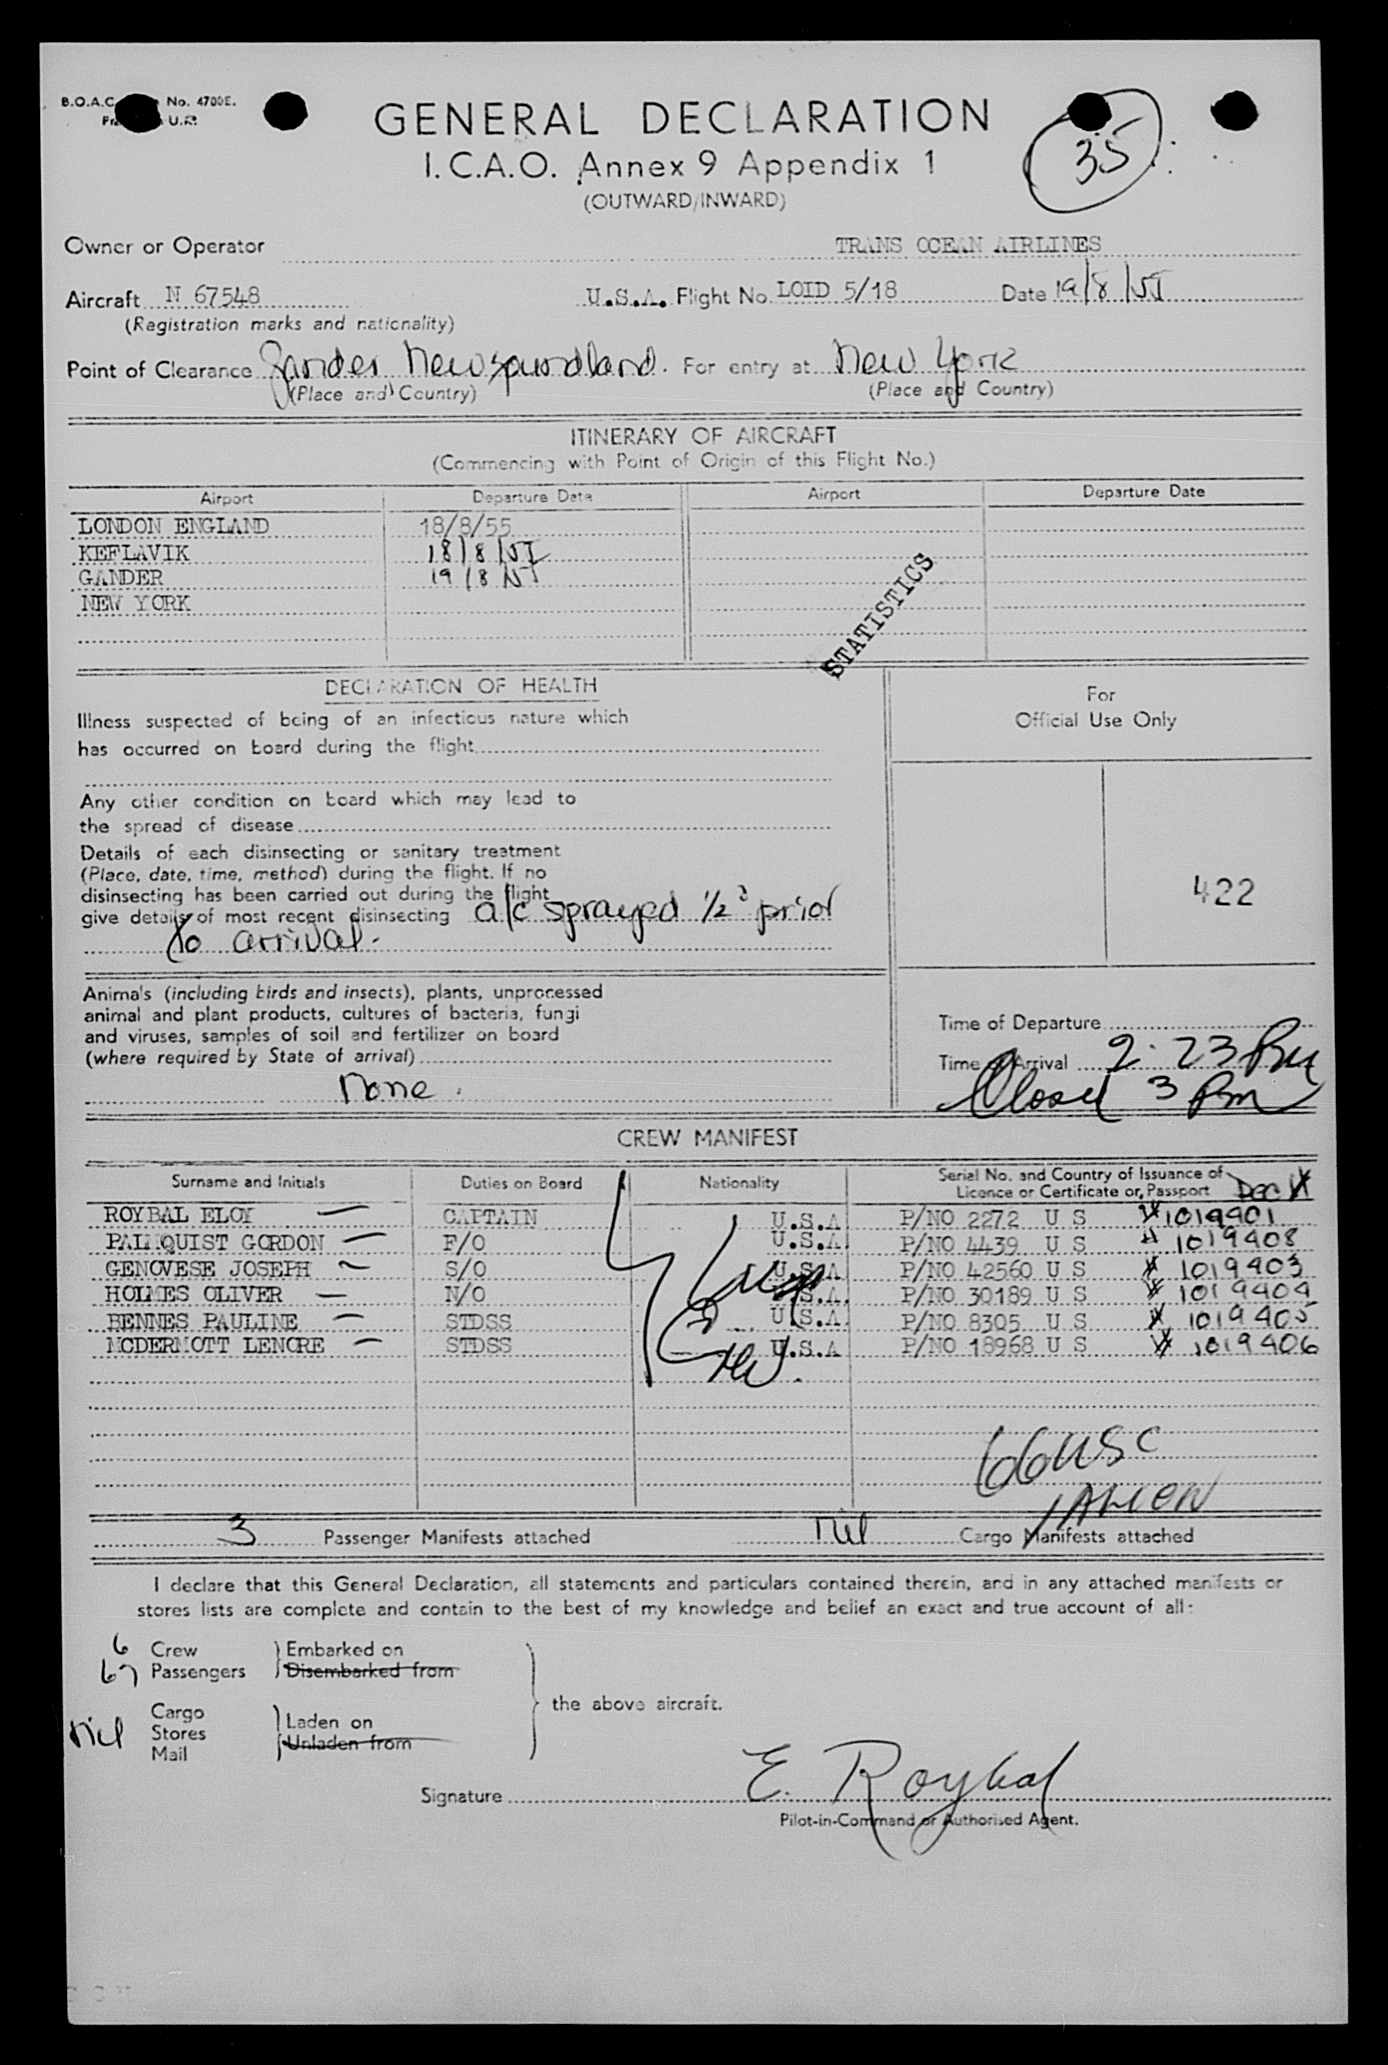 B.O.A.C. No. 4700E.
GENERAL DECLARATION
I.C.A.O. Annex 9 Appendix 1
35
(OUTWARD/INWARD)
Owner or Operator TRANS OCEAN AIRLINES
Aircraft N 67548 U.S.A. Flight No. LOID 5/18 Date 19/8/55
(Registration marks and nationality)
Point of Clearance Gander Newfoundland. For entry at New York
(Place and Country) (Place and Country)
ITINERARY OF AIRCRAFT
(Commencing with Point of Origin of this Flight No.)
Airport Departure Date Airport Departure Date
LONDON ENGLAND 18/8/55
KEFLAVIK 18/8/55
GANDER 19/8/55
NEW YORK
STATISTICS
DECLARATION OF HEALTH
For
Official Use Only
Illness suspected of being of an infectious nature which
has occurred on board during the flight
Any other condition on board which may lead to
the spread of disease
Details of each disinsecting or sanitary treatment
(Place, date, time, method) during the flight. If no
disinsecting has been carried out during the flight
give details of most recent disinsecting a/c sprayed 1/2 prior
to arrival.
422
Animals (including birds and insects), plants, unprocessed
animal and plant products, cultures of bacteria, fungi
and viruses, samples of soil and fertilizer on board
(where required by State of arrival)
None.
Time of Departure
Time of Arrival 2.23 Pm
Closed 3 Pm
CREW MANIFEST
Surname and Initials Duties on Board Nationality Serial No. and Country of Issuance of
Licence or Certificate or Passport
ROYBAL ELOY CAPTAIN U.S.A P/NO 2272 U S 1019401
PALMQUIST GORDON F/O U.S.A. P/NO 4439 U S 1019408
GENOVESE JOSEPH S/O U.S.A P/NO 42560 U S 1019403
HOLMES OLIVER N/O U.S.A. P/NO 30189 U S 1019404
BENNES PAULINE STDSS U.S.A. P/NO 8305 U S 1019405
MCDERMOTT LENORE STDSS U.S.A P/NO 18968 U S 1019406
Crew
66 USC
1 ALIEN
3 Passenger Manifests attached Nil Cargo Manifests attached
I declare that this General Declaration, all statements and particulars contained therein, and in any attached manifests or
stores lists are complete and contain to the best of my knowledge and belief an exact and true account of all:
6 Crew Embarked on
67 Passengers Disembarked from
the above aircraft.
Cargo
Nil Stores Laden on
Mail Unladen from
Signature E. Roybal
Pilot-in-Command or Authorised Agent.